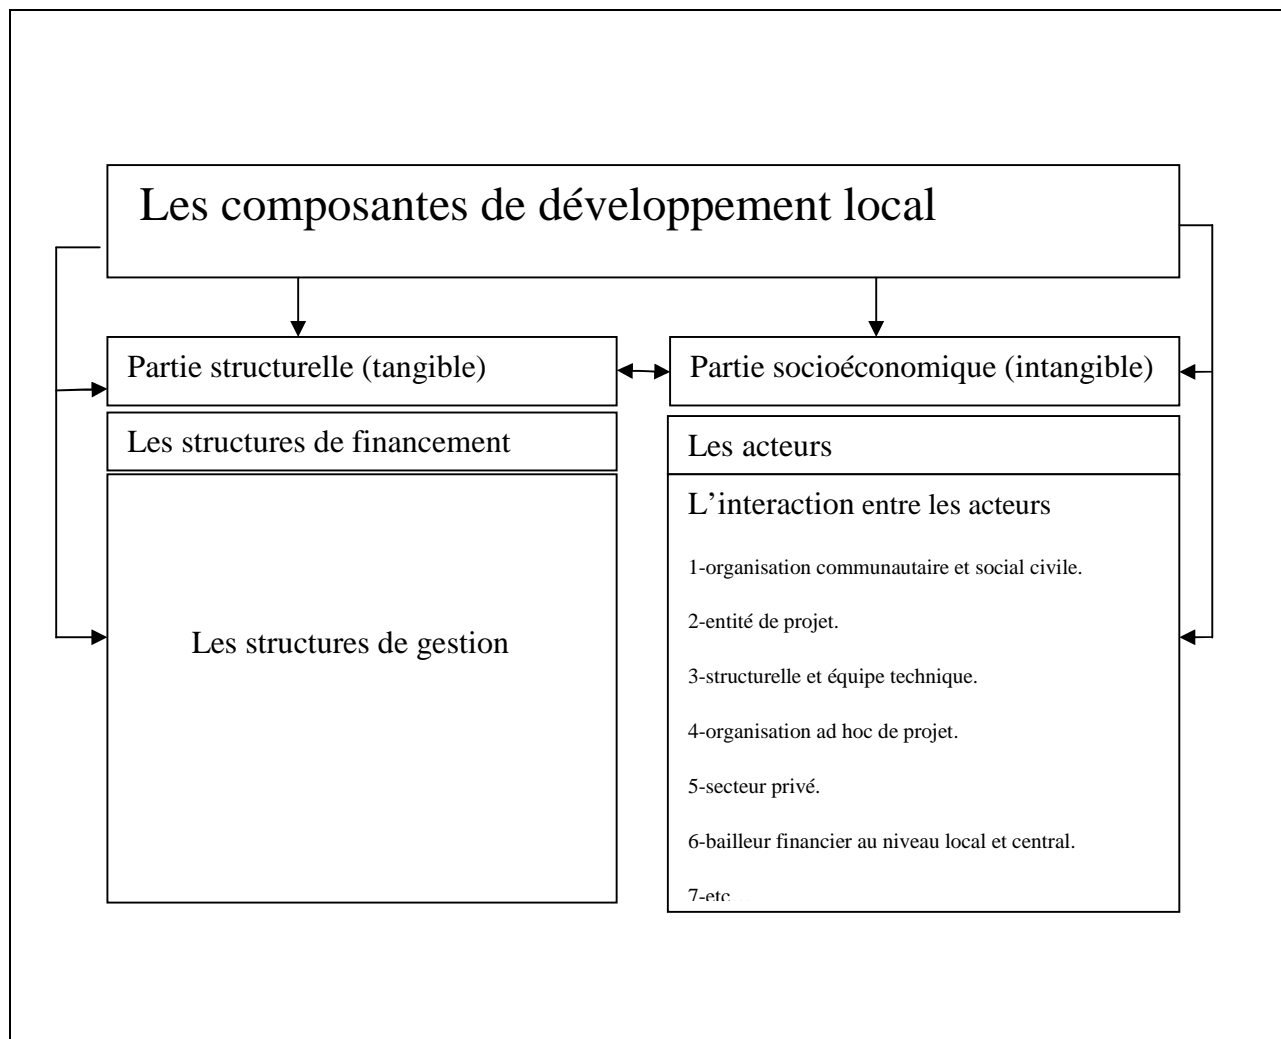 Les composantes de développement local
Partie structurelle (tangible)
Partie socioéconomique (intangible)
Les structures de financement
Les acteurs
Les structures de gestion
L’interaction entre les acteurs
1-organisation communautaire et social civile.
2-entité de projet.
3-structurelle et équipe technique.
4-organisation ad hoc de projet.
5-secteur privé.
6-bailleur financier au niveau local et central.
7-etc